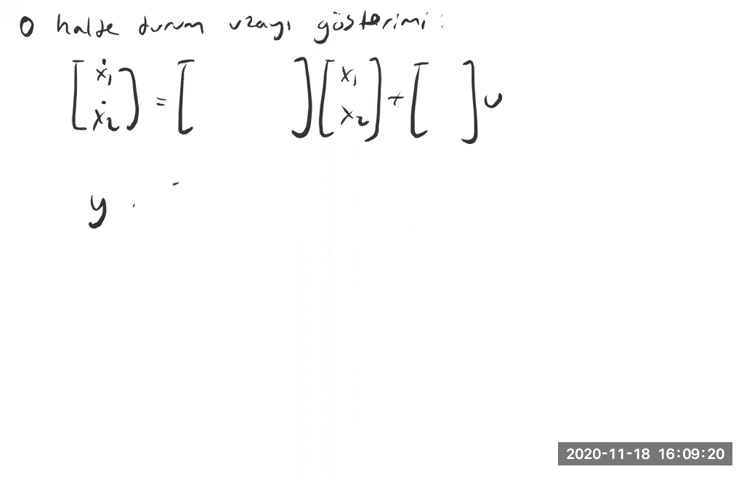 O halde durum uzayı gösterimi:
[ẋ₁ ẋ₂] = [ ] [x₁ x₂] + [ ] u
y
2020-11-18 16:09:20